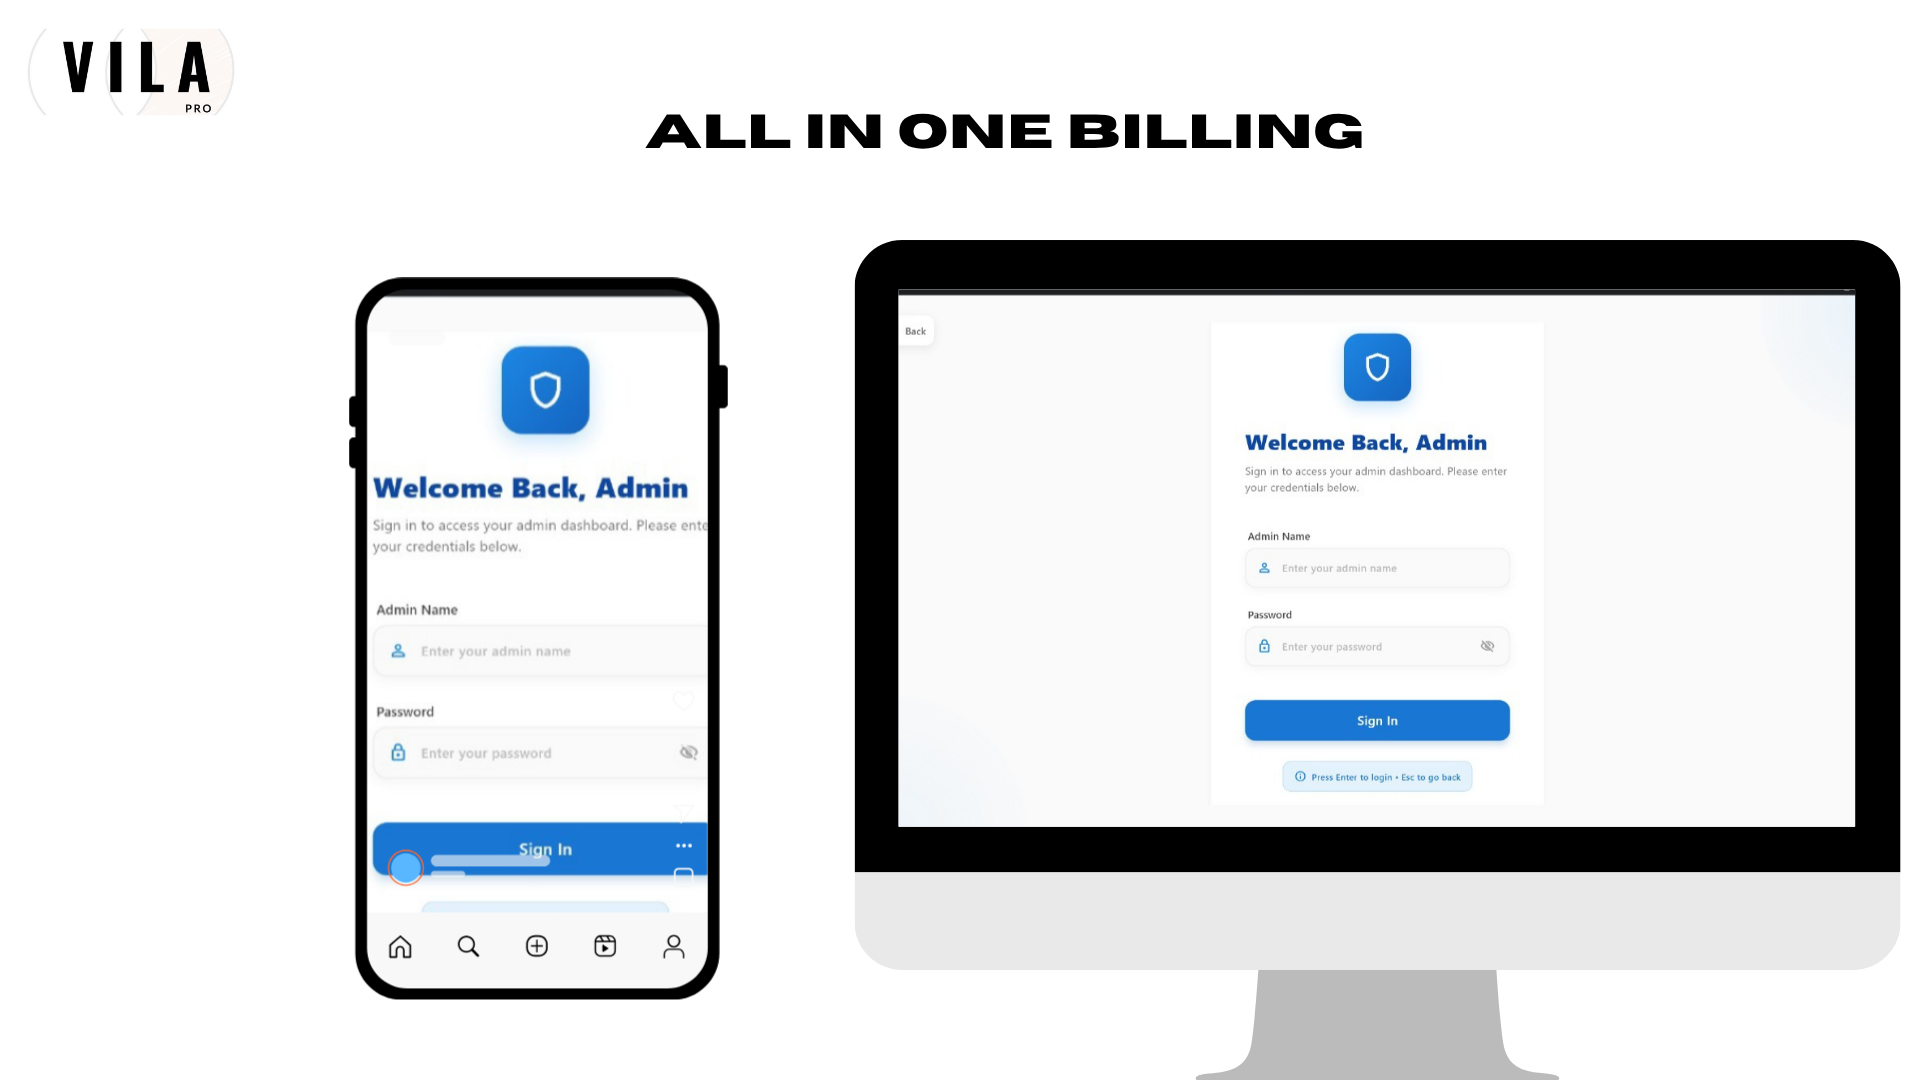 VILA
PRO
ALL IN ONE BILLING
Welcome Back, Admin
Sign in to access your admin dashboard. Please ente
your credentials below.
Admin Name
Enter your admin name
Password
Enter your password
Sign In
Back
Welcome Back, Admin
Sign in to access your admin dashboard. Please enter
your credentials below.
Admin Name
Enter your admin name
Password
Enter your password
Sign In
Press Enter to login • Esc to go back